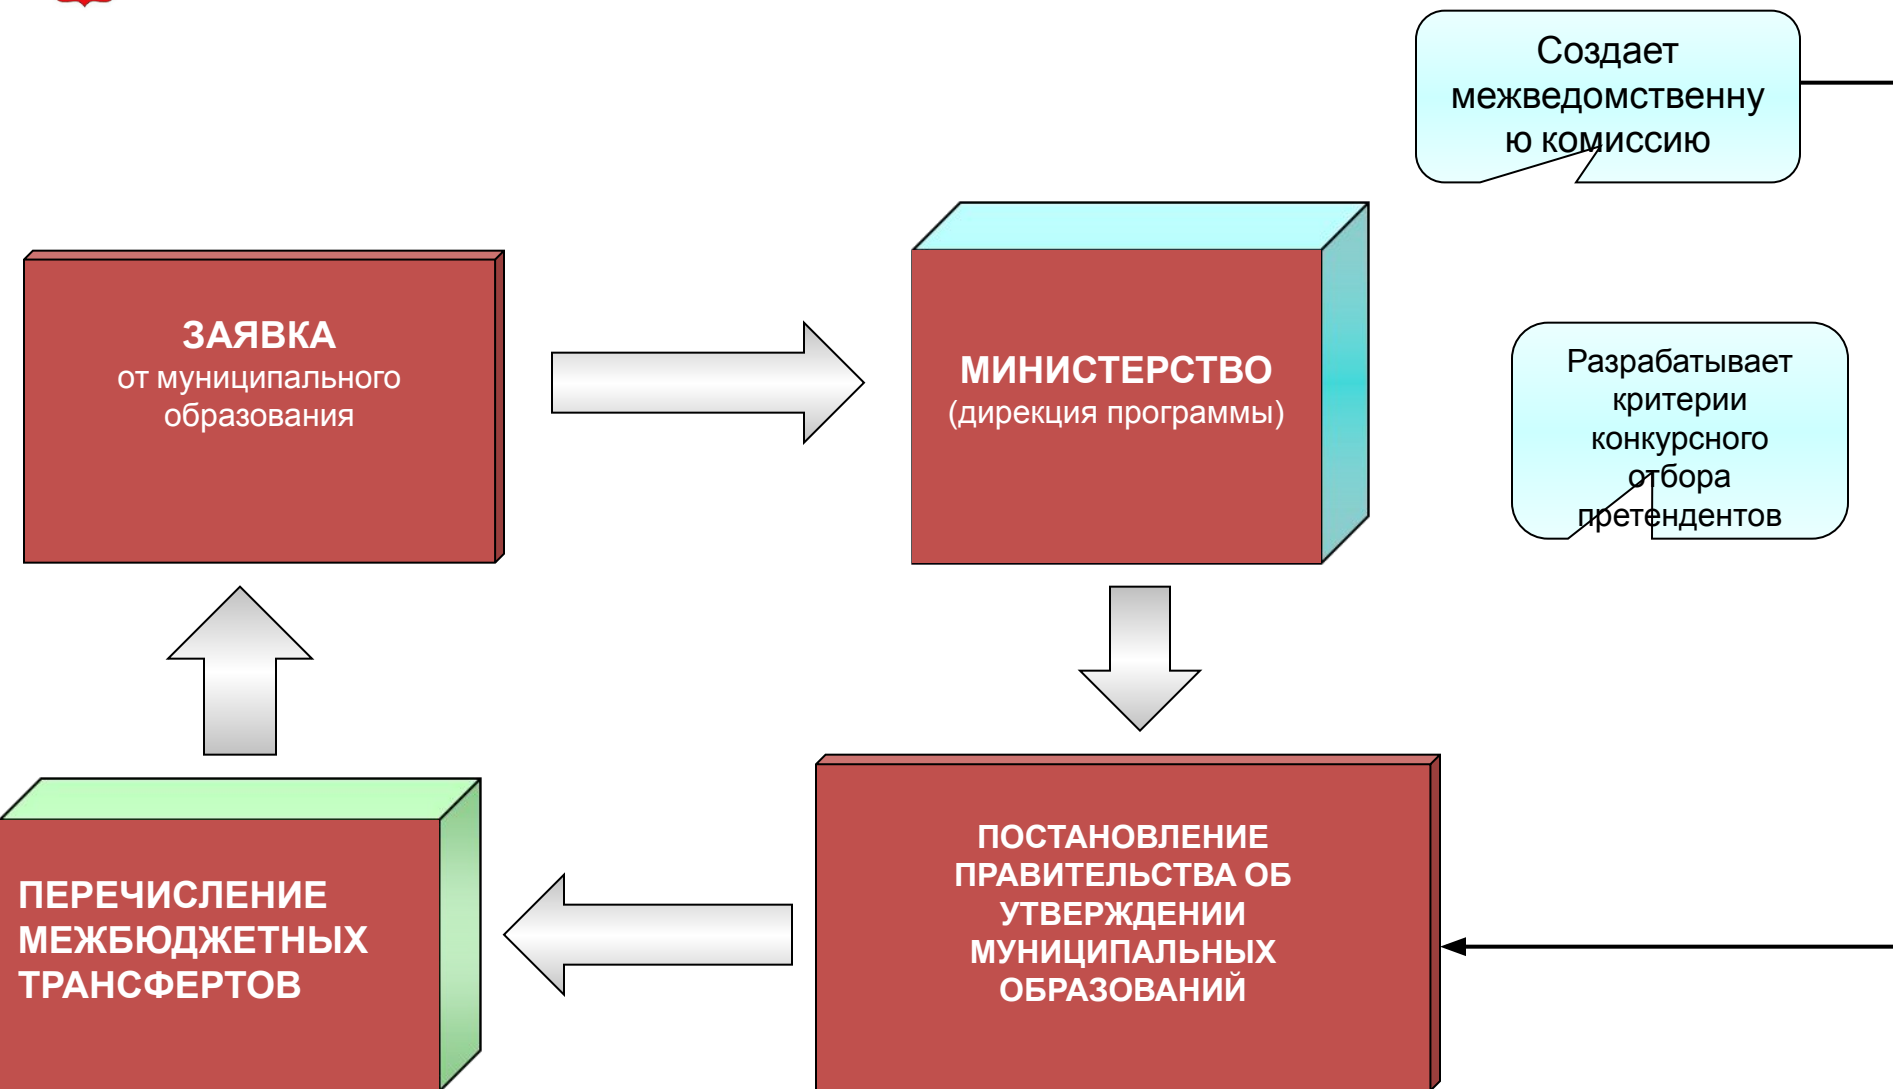 Создает
межведомственну
ю комиссию
ЗАЯВКА
от муниципального
образования
МИНИСТЕРСТВО
(дирекция программы)
Разрабатывает
критерии
конкурсного
отбора
претендентов
ПЕРЕЧИСЛЕНИЕ
МЕЖБЮДЖЕТНЫХ
ТРАНСФЕРТОВ
ПОСТАНОВЛЕНИЕ
ПРАВИТЕЛЬСТВА ОБ
УТВЕРЖДЕНИИ
МУНИЦИПАЛЬНЫХ
ОБРАЗОВАНИЙ